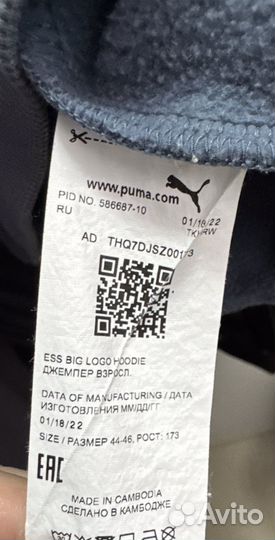 www.puma.com
PID NO. 586687-10
RU
01/18/22
TKHRW
AD THQ7DJSZ00113
ESS BIG LOGO HOODIE
ДЖЕМПЕР ВЗРОСЛ.
DATA OF MANUFACTURING / ДАТА
ИЗГОТОВЛЕНИЯ ММ/ДД/ГГ
01/18/22
SIZE / РАЗМЕР 44-46, РОСТ: 173
EAC
MADE IN CAMBODIA
СДЕЛАНО В КАМБОДЖЕ
Avito